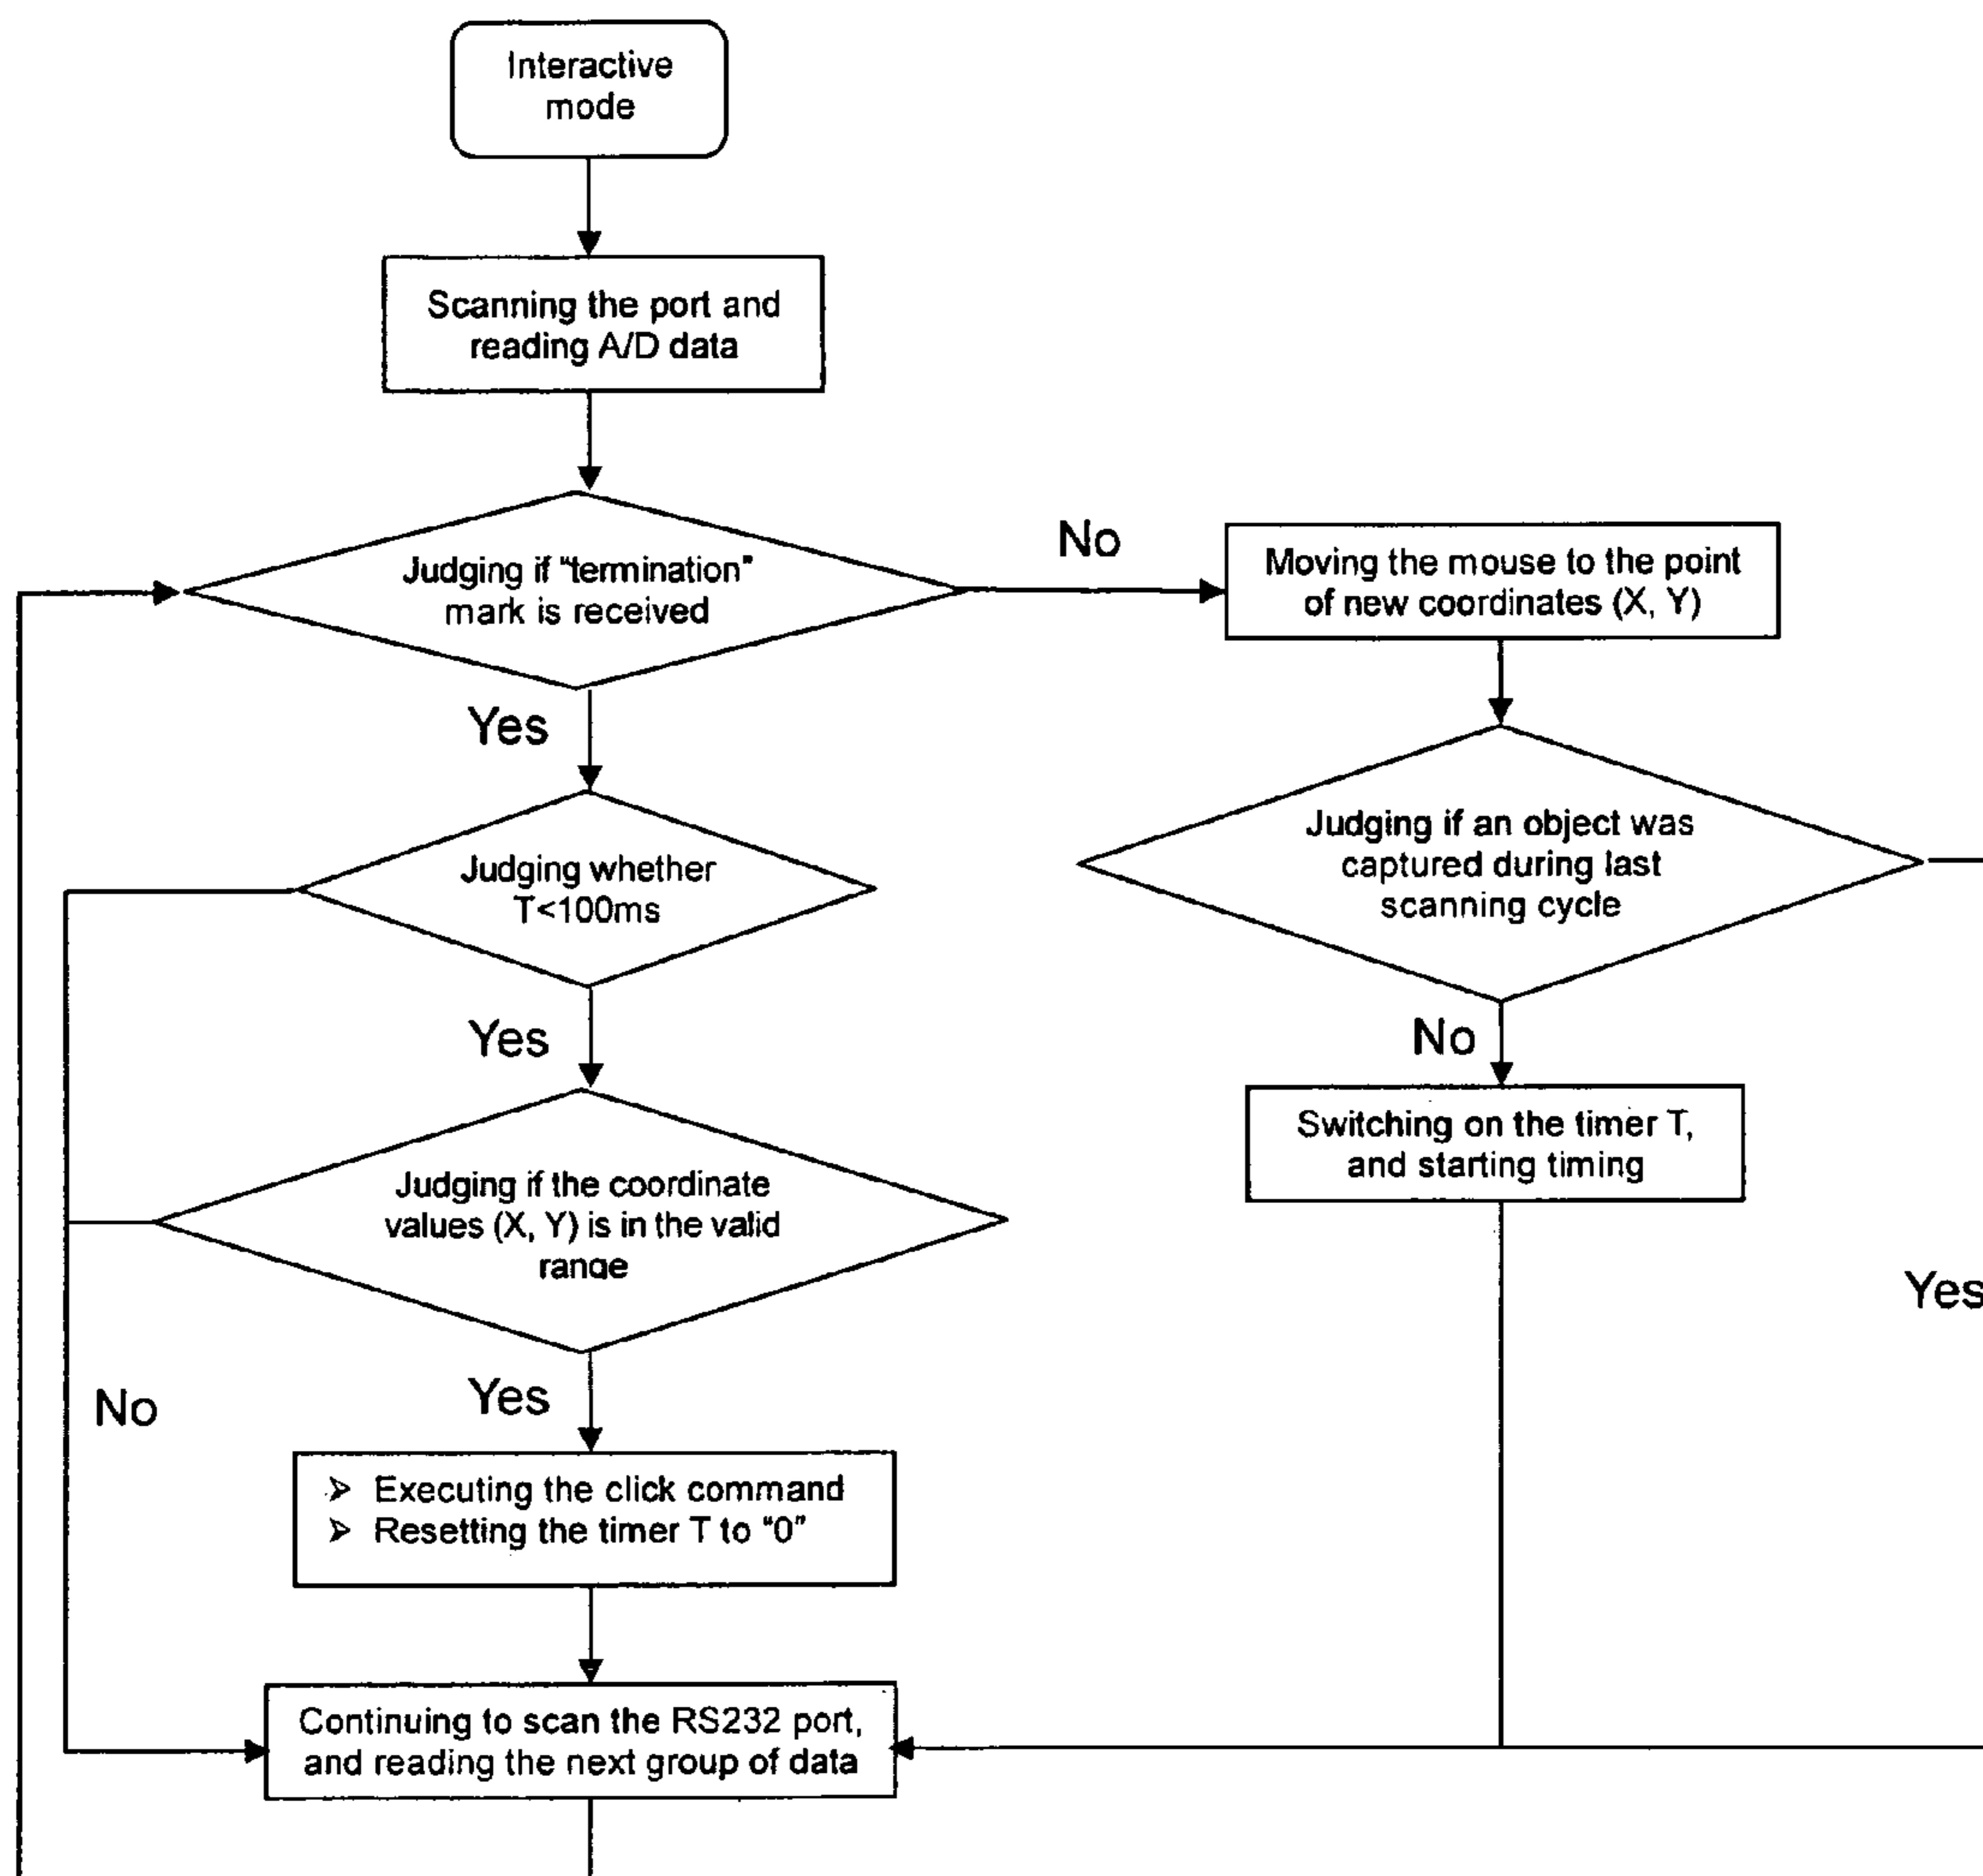 Interactive
mode
Scanning the port and
reading A/D data
Judging if "termination"
mark is received
No
Moving the mouse to the point
of new coordinates (X, Y)
Yes
Judging whether
T<100ms
Judging if an object was
captured during last
scanning cycle
Yes
No
Switching on the timer T,
and starting timing
Judging if the coordinate
values (X, Y) is in the valid
range
Yes
No
Yes
➢ Executing the click command
➢ Resetting the timer T to "0"
Continuing to scan the RS232 port,
and reading the next group of data